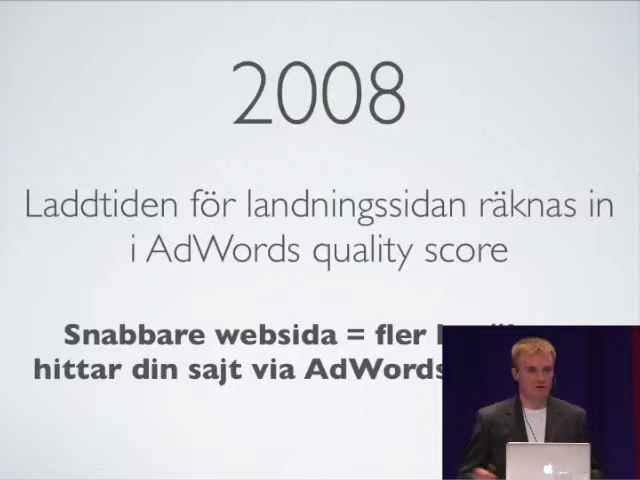 2008
Laddtiden för landningssidan räknas in
i AdWords quality score
Snabbare websida = fler
hittar din sajt via AdWords